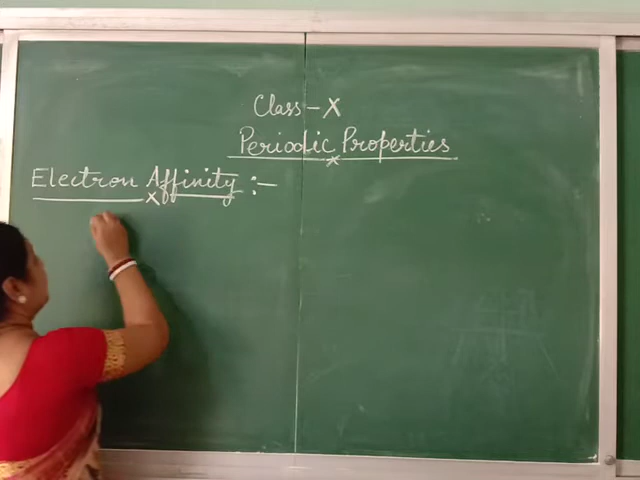 Class - X
Periodic Properties
Electron Affinity :-